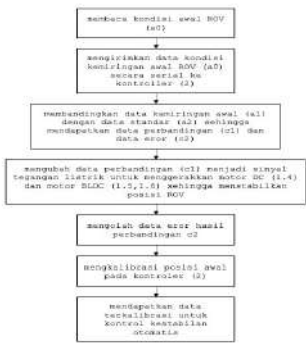 membaca kondisi awal ROV
(a0)
mengirimkan data kondisi
kemiringan awal ROV (a0)
secara serial ke
kontroller (2)
membandingkan data kemiringan awal (a1)
dengan data standar (a2) sehingga
mendapatkan data perbandingan (c1) dan
data eror (c2)
mengubah data perbandingan (c1) menjadi sinyal
tegangan listrik untuk menggerakkan motor DC (1.4)
dan motor BLDC (1.5,1.6) sehingga menstabilkan
posisi ROV
mengolah data eror hasil
perbandingan c2
mengkalibrasi posisi awal
pada kontroler (2)
mendapatkan data
terkalibrasi untuk
kontrol kestabilan
otomatis